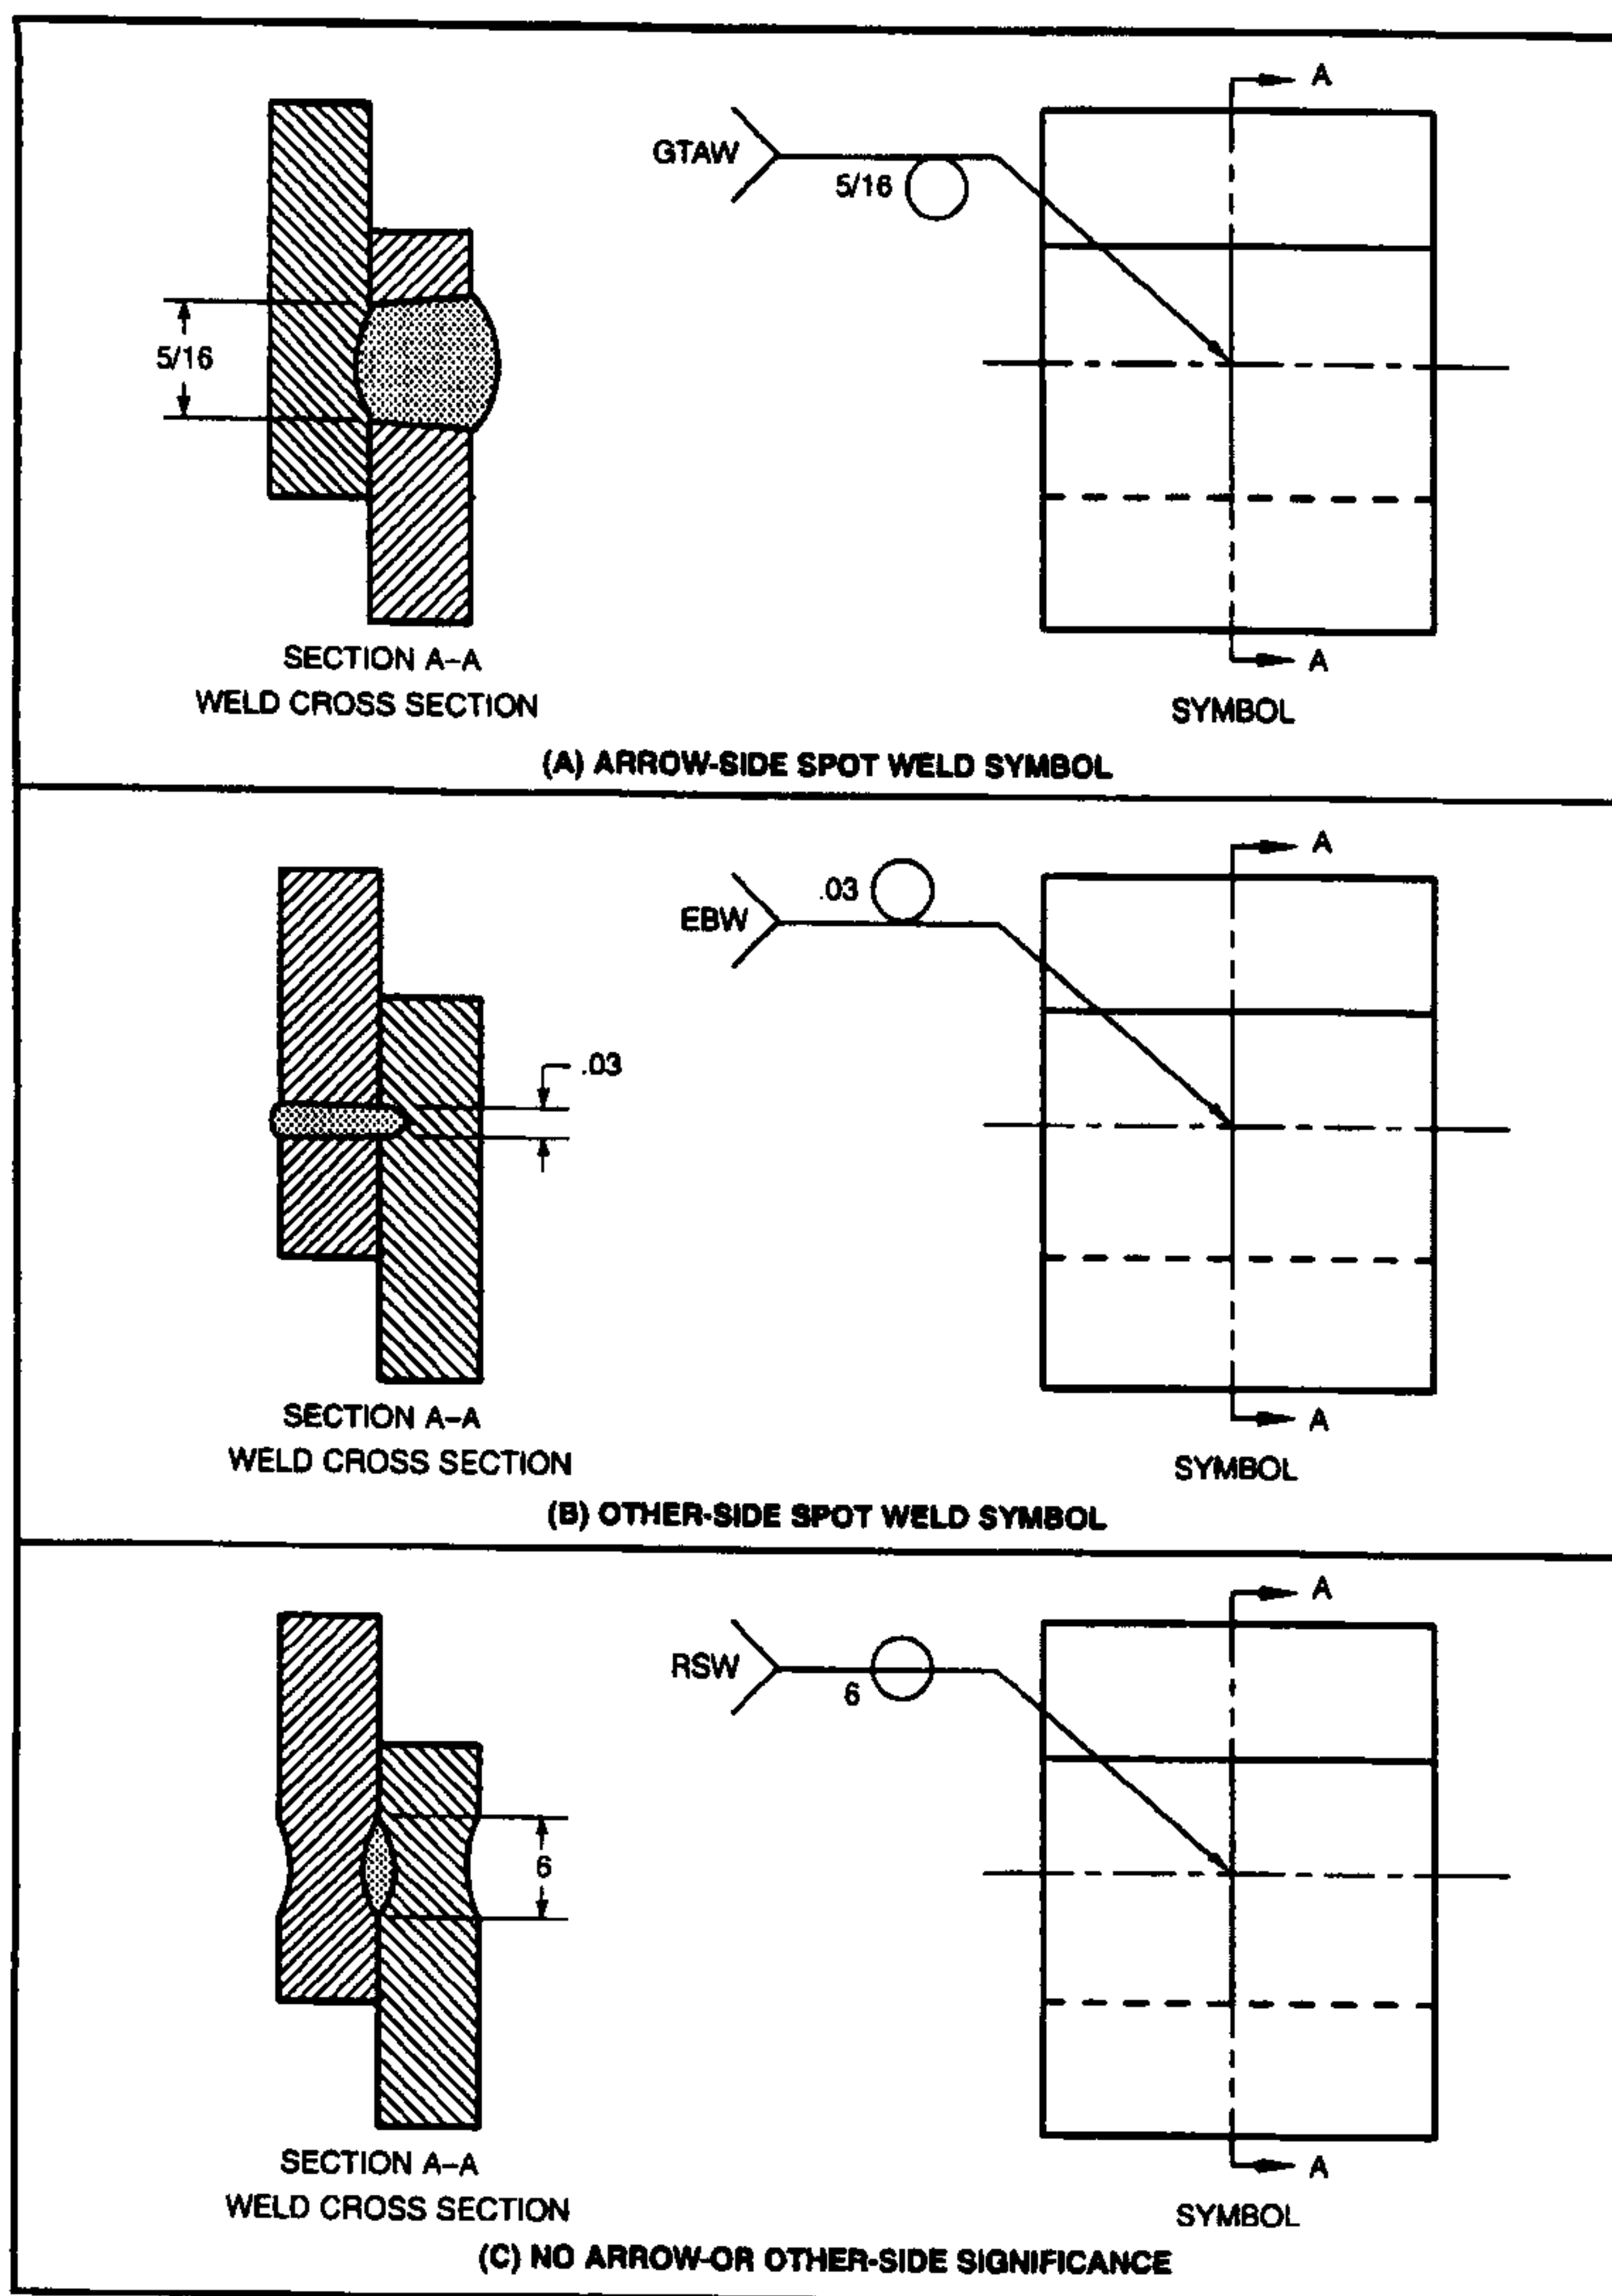 A
GTAW
5/16
5/16
A
SECTION A–A
WELD CROSS SECTION
SYMBOL
(A) ARROW-SIDE SPOT WELD SYMBOL
A
.03
EBW
.03
A
SECTION A–A
WELD CROSS SECTION
SYMBOL
(B) OTHER-SIDE SPOT WELD SYMBOL
A
RSW
6
6
A
SECTION A–A
WELD CROSS SECTION
SYMBOL
(C) NO ARROW-OR OTHER-SIDE SIGNIFICANCE